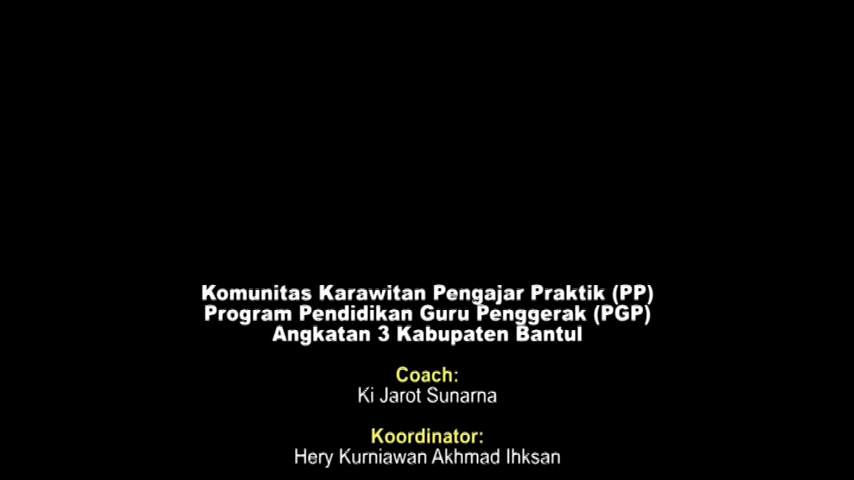 Komunitas Karawitan Pengajar Praktik (PP)
Program Pendidikan Guru Penggerak (PGP)
Angkatan 3 Kabupaten Bantul
Coach:
Ki Jarot Sunarna
Koordinator:
Hery Kurniawan Akhmad Ihksan